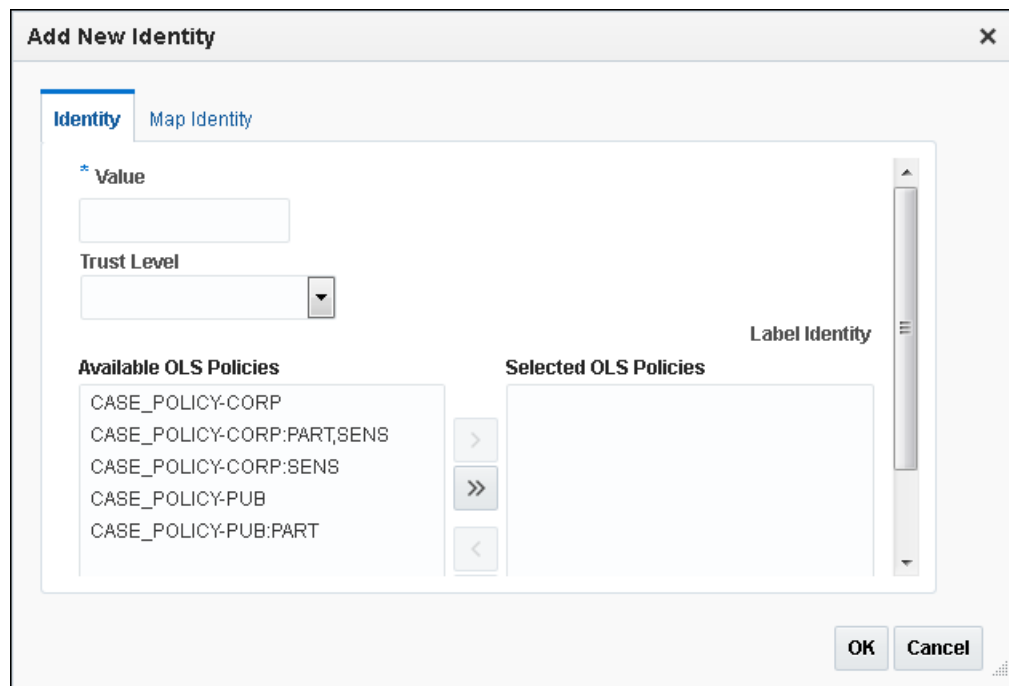 Add New Identity
Identity Map Identity
* Value
Trust Level
Label Identity
Available OLS Policies Selected OLS Policies
CASE_POLICY-CORP
CASE_POLICY-CORP:PART,SENS
CASE_POLICY-CORP:SENS
CASE_POLICY-PUB
CASE_POLICY-PUB:PART
OK Cancel